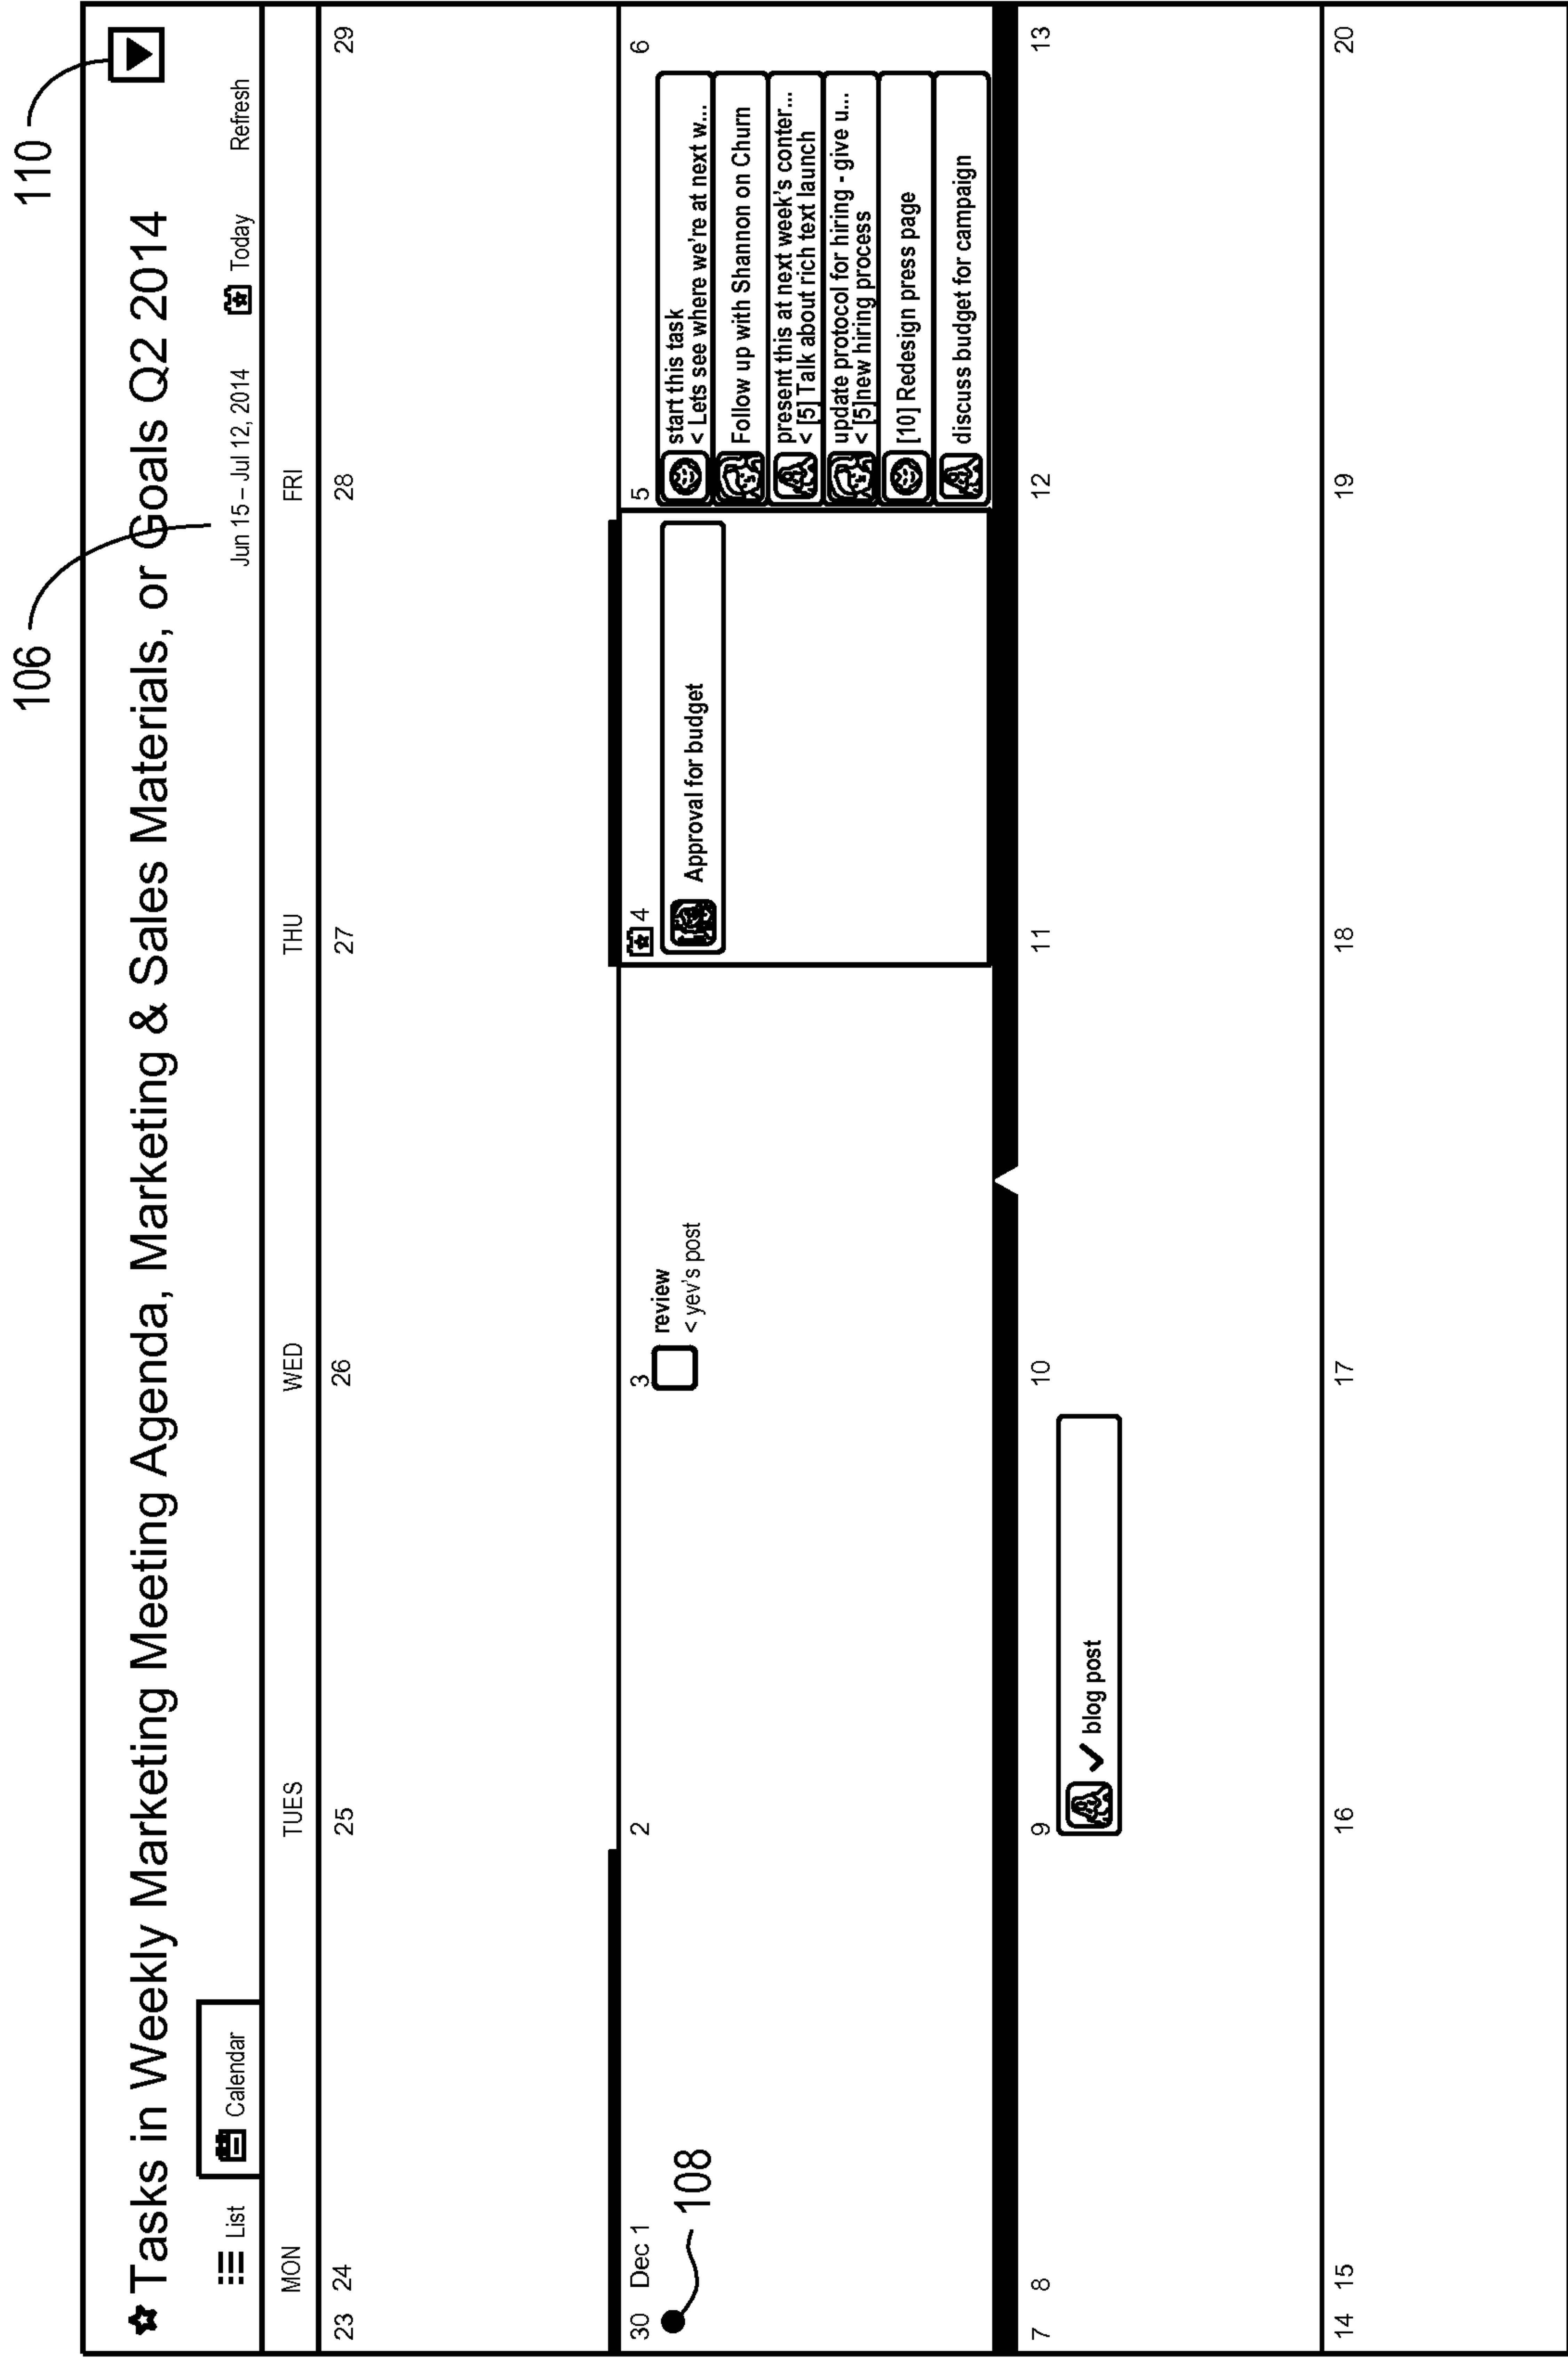 106
110
Tasks in Weekly Marketing Meeting Agenda, Marketing & Sales Materials, or Goals Q2 2014
List
Calendar
Jun 15 – Jul 12, 2014
Today
Refresh
MON
TUES
WED
THU
FRI
23
24
25
26
27
28
29
30
Dec 1
2
3
4
5
6
108
review
< yev's post
Approval for budget
start this task
< Lets see where we're at next w...
Follow up with Shannon on Churn
present this at next week's conter...
< [5] Talk about rich text launch
update protocol for hiring - give u...
< [5]new hiring process
[10] Redesign press page
discuss budget for campaign
7
8
9
10
11
12
13
blog post
14
15
16
17
18
19
20